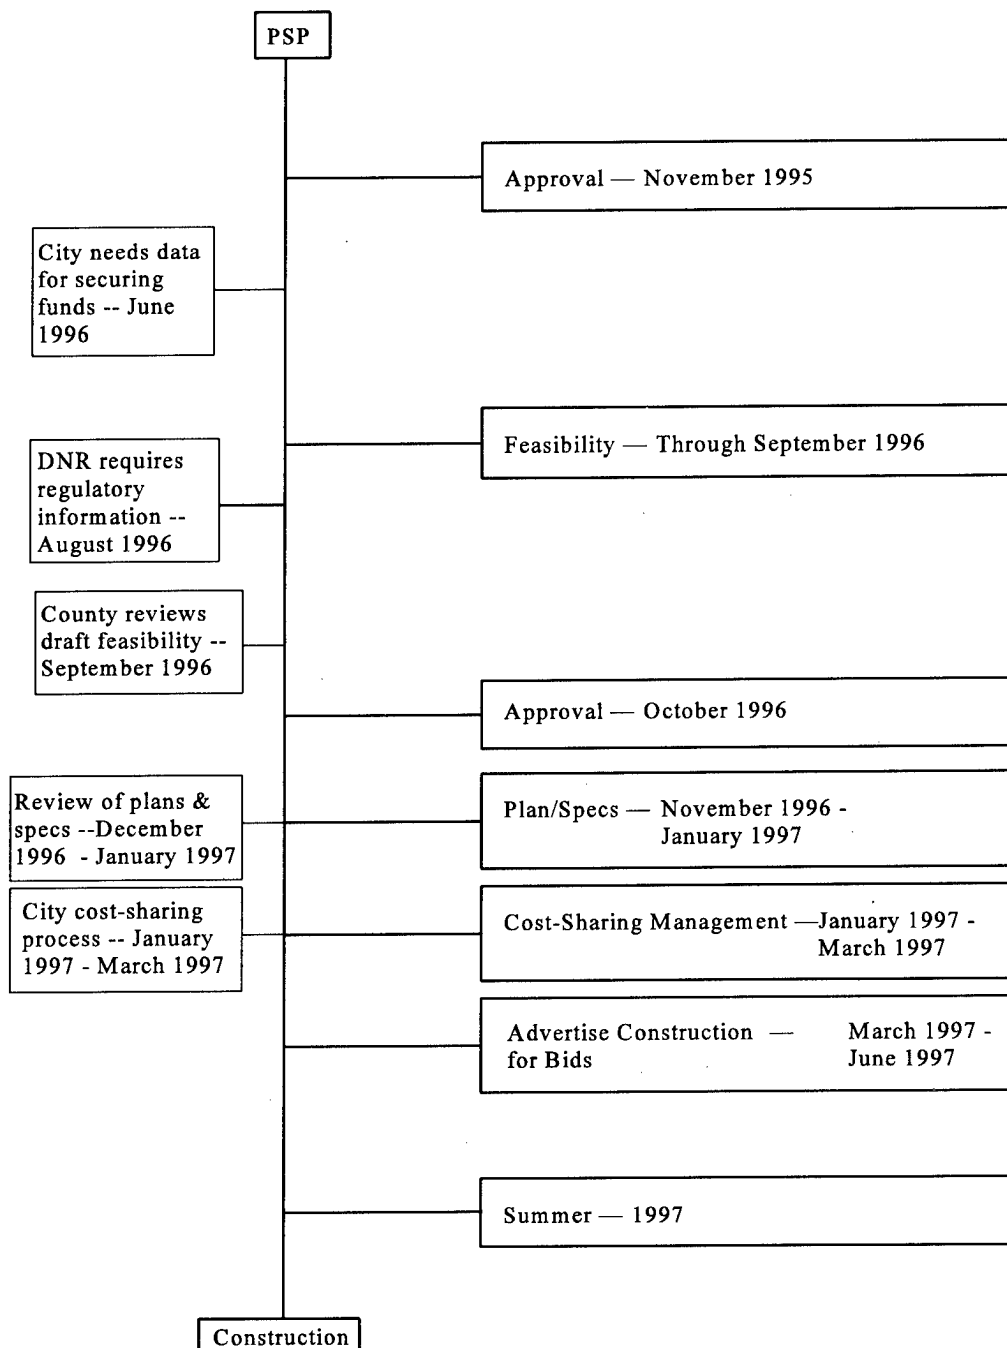 PSP
Approval — November 1995
City needs data
for securing
funds -- June
1996
Feasibility — Through September 1996
DNR requires
regulatory
information --
August 1996
County reviews
draft feasibility --
September 1996
Approval — October 1996
Review of plans &
specs --December
1996 - January 1997
Plan/Specs — November 1996 -
January 1997
City cost-sharing
process -- January
1997 - March 1997
Cost-Sharing Management —January 1997 -
March 1997
Advertise Construction — March 1997 -
for Bids June 1997
Summer — 1997
Construction